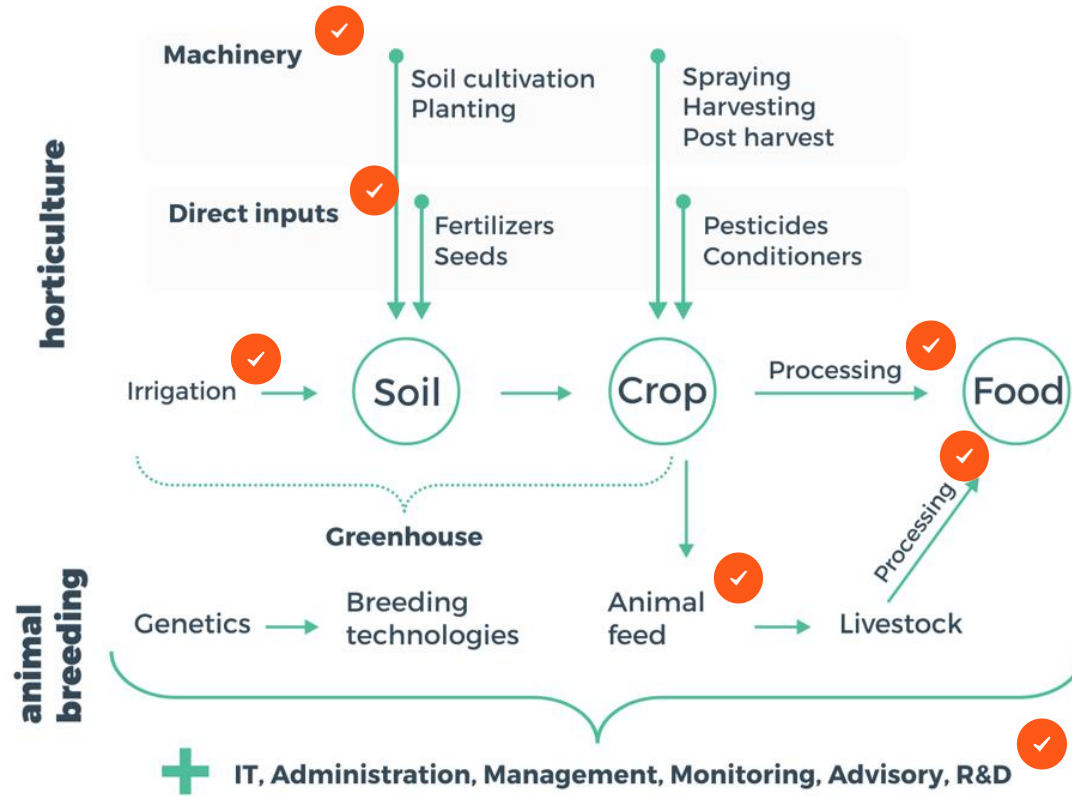 horticulture
Machinery
Soil cultivation
Planting
Spraying
Harvesting
Post harvest
Direct inputs
Fertilizers
Seeds
Pesticides
Conditioners
Irrigation
Soil
Crop
Processing
Food
Greenhouse
Processing
animal
breeding
Genetics
Breeding
technologies
Animal
feed
Livestock
IT, Administration, Management, Monitoring, Advisory, R&D